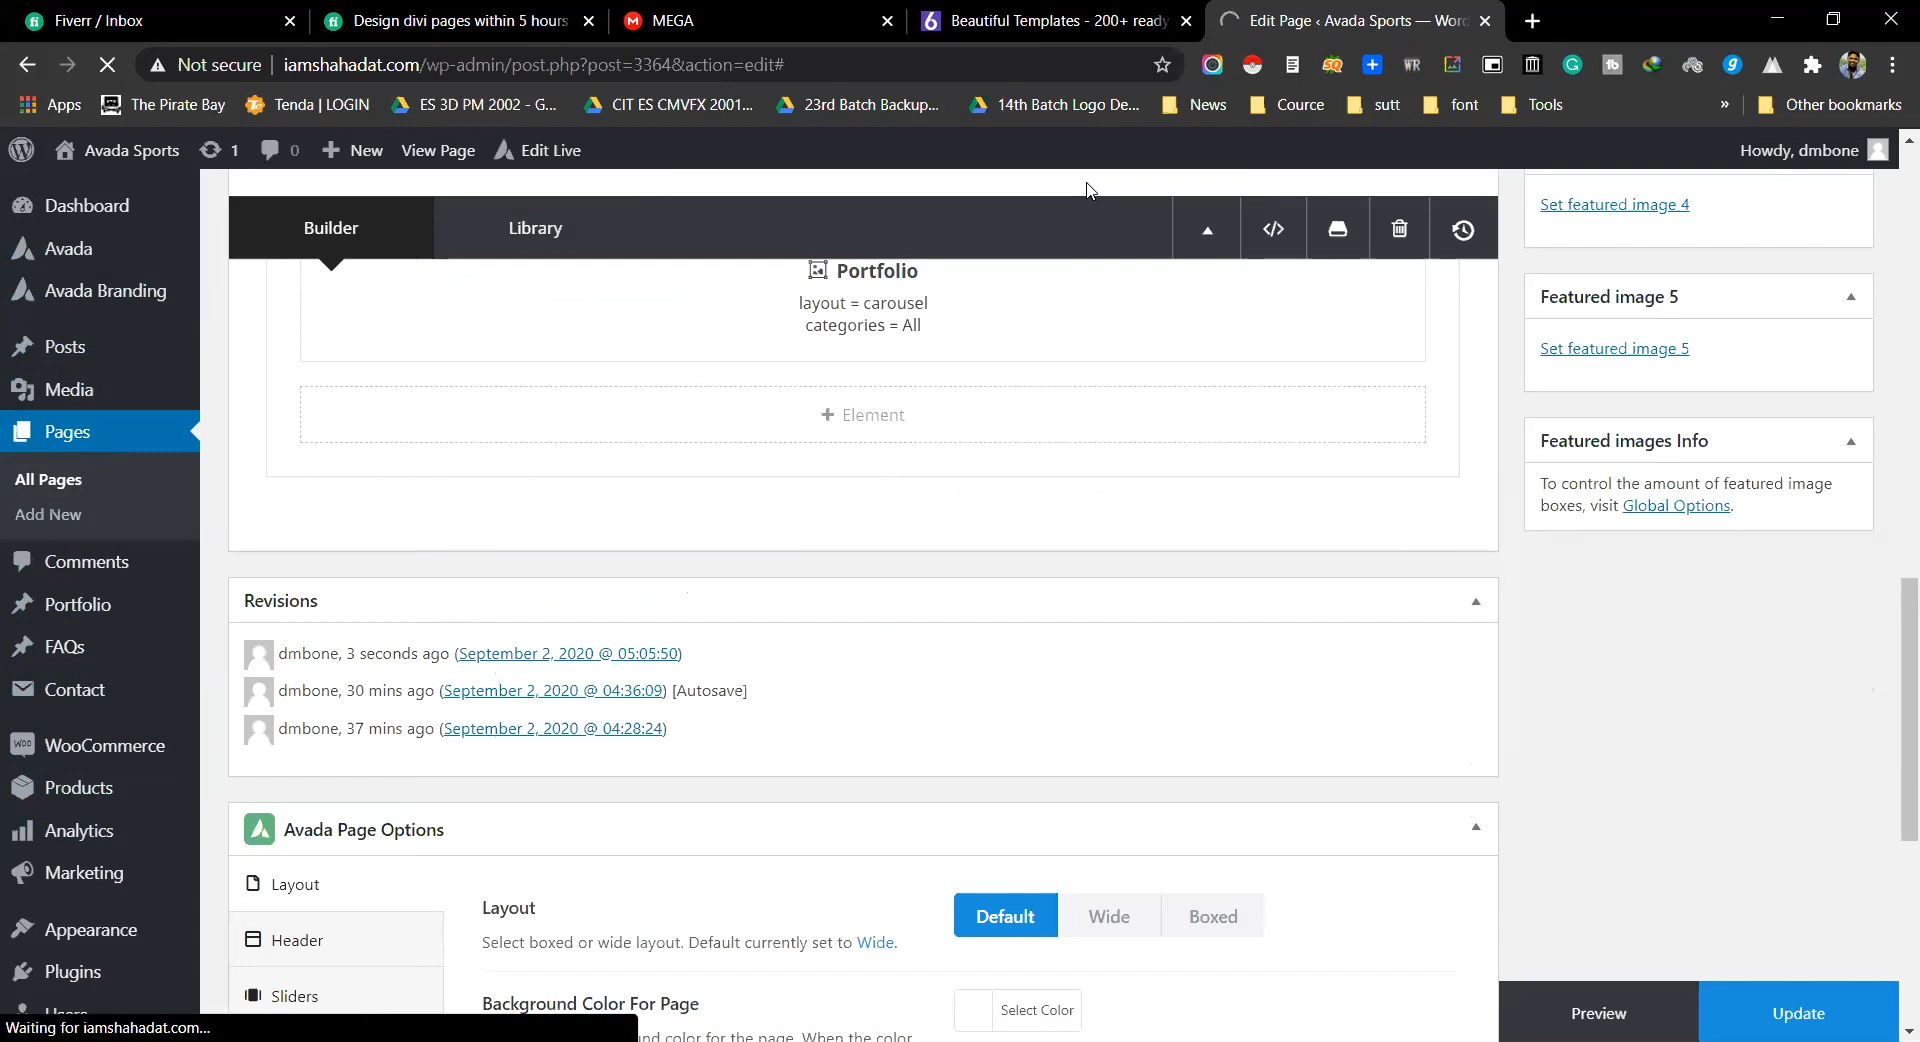 Fiverr / Inbox
Design divi pages within 5 hours
MEGA
Beautiful Templates - 200+ ready
Edit Page ‹ Avada Sports — Word
Not secure
iamshahadat.com/wp-admin/post.php?post=3364&action=edit#
Apps
The Pirate Bay
Tenda | LOGIN
ES 3D PM 2002 - G...
CIT ES CMVFX 2001...
23rd Batch Backup...
14th Batch Logo De...
News
Cource
sutt
font
Tools
»
Other bookmarks
Avada Sports
1
0
New
View Page
Edit Live
Howdy, dmbone
Dashboard
Avada
Avada Branding
Posts
Media
Pages
All Pages
Add New
Comments
Portfolio
FAQs
Contact
WooCommerce
Products
Analytics
Marketing
Appearance
Plugins
Users
Builder
Library
Portfolio
layout = carousel
categories = All
+ Element
Revisions
dmbone, 3 seconds ago (September 2, 2020 @ 05:05:50)
dmbone, 30 mins ago (September 2, 2020 @ 04:36:09) [Autosave]
dmbone, 37 mins ago (September 2, 2020 @ 04:28:24)
Avada Page Options
Layout
Header
Sliders
Layout
Select boxed or wide layout. Default currently set to Wide.
Default
Wide
Boxed
Background Color For Page
Select Color
color for the page. When the color
Set featured image 4
Featured image 5
Set featured image 5
Featured images Info
To control the amount of featured image
boxes, visit Global Options.
Preview
Update
Waiting for iamshahadat.com...